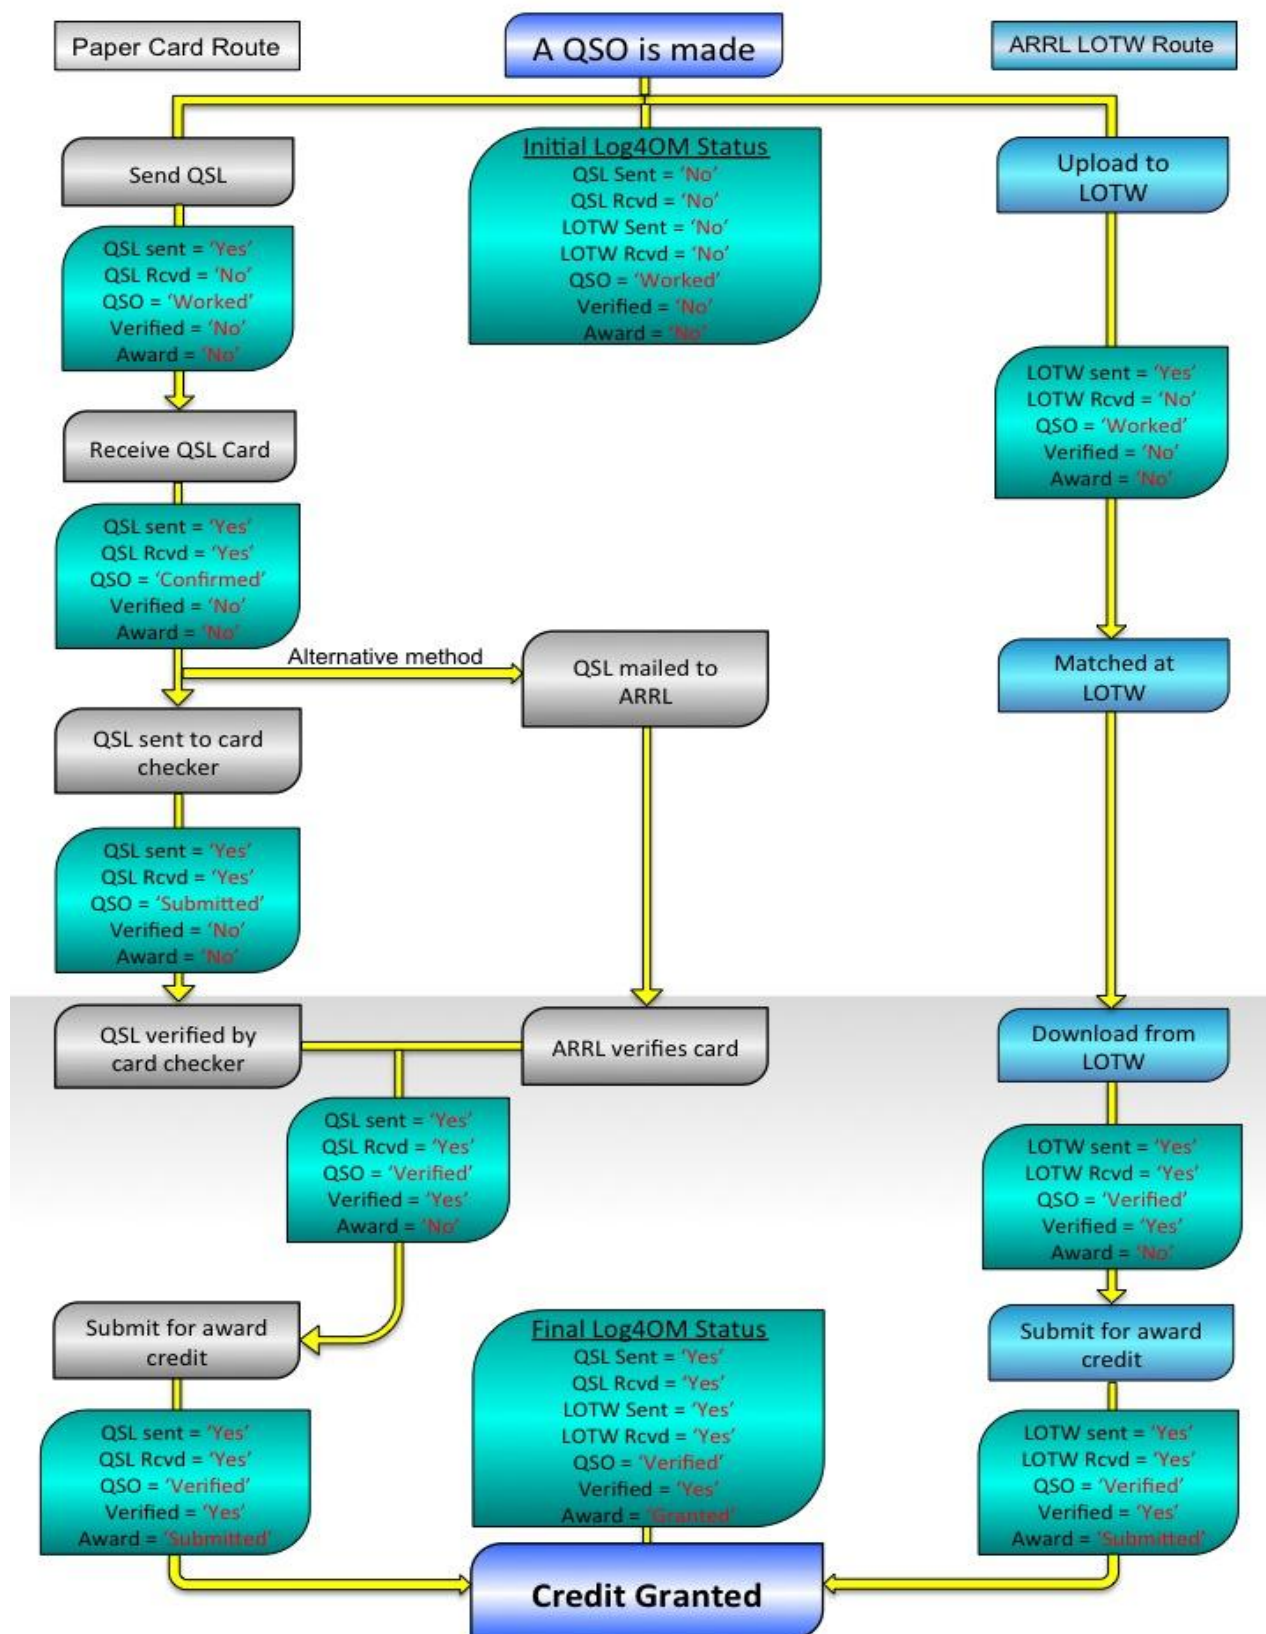 Paper Card Route
A QSO is made
ARRL LOTW Route
Send QSL
QSL sent = ‘Yes’
QSL Rcvd = ‘No’
QSO = ‘Worked’
Verified = ‘No’
Award = ‘No’
Receive QSL Card
QSL sent = ‘Yes’
QSL Rcvd = ‘Yes’
QSO = ‘Confirmed’
Verified = ‘No’
Award = ‘No’
Alternative method
QSL sent to card
checker
QSL sent = ‘Yes’
QSL Rcvd = ‘Yes’
QSO = ‘Submitted’
Verified = ‘No’
Award = ‘No’
QSL verified by
card checker
Initial Log4OM Status
QSL Sent = ‘No’
QSL Rcvd = ‘No’
LOTW Sent = ‘No’
LOTW Rcvd = ‘No’
QSO = ‘Worked’
Verified = ‘No’
Award = ‘No’
QSL mailed to
ARRL
ARRL verifies card
QSL sent = ‘Yes’
QSL Rcvd = ‘Yes’
QSO = ‘Verified’
Verified = ‘Yes’
Award = ‘No’
Submit for award
credit
QSL sent = ‘Yes’
QSL Rcvd = ‘Yes’
QSO = ‘Verified’
Verified = ‘Yes’
Award = ‘Submitted’
Upload to
LOTW
LOTW sent = ‘Yes’
LOTW Rcvd = ‘No’
QSO = ‘Worked’
Verified = ‘No’
Award = ‘No’
Matched at
LOTW
Download from
LOTW
LOTW sent = ‘Yes’
LOTW Rcvd = ‘Yes’
QSO = ‘Verified’
Verified = ‘Yes’
Award = ‘No’
Submit for award
credit
LOTW sent = ‘Yes’
LOTW Rcvd = ‘Yes’
QSO = ‘Verified’
Verified = ‘Yes’
Award = ‘Submitted’
Final Log4OM Status
QSL Sent = ‘Yes’
QSL Rcvd = ‘Yes’
LOTW Sent = ‘Yes’
LOTW Rcvd = ‘Yes’
QSO = ‘Verified’
Verified = ‘Yes’
Award = ‘Granted’
Credit Granted